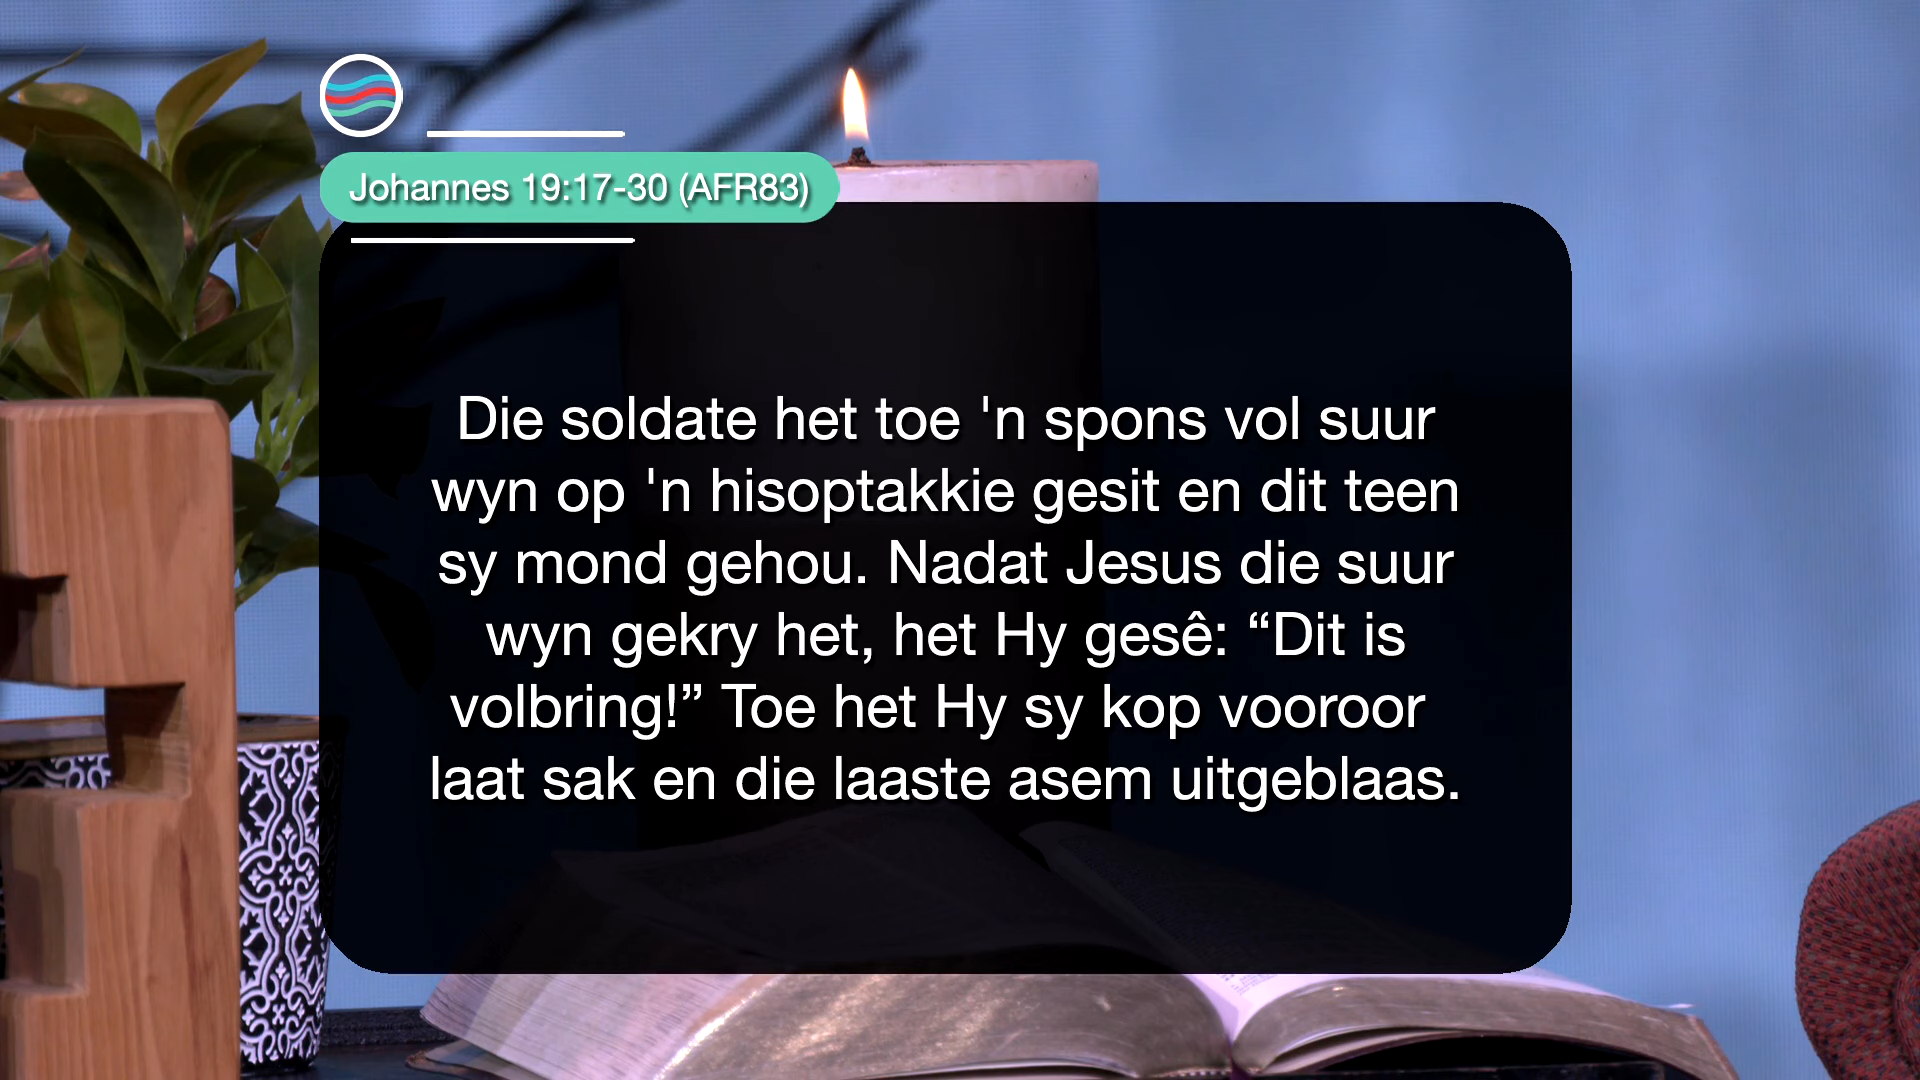 Johannes 19:17-30 (AFR83)
Die soldate het toe 'n spons vol suur
wyn op 'n hisoptakkie gesit en dit teen
sy mond gehou. Nadat Jesus die suur
wyn gekry het, het Hy gesê: “Dit is
volbring!” Toe het Hy sy kop vooroor
laat sak en die laaste asem uitgeblaas.